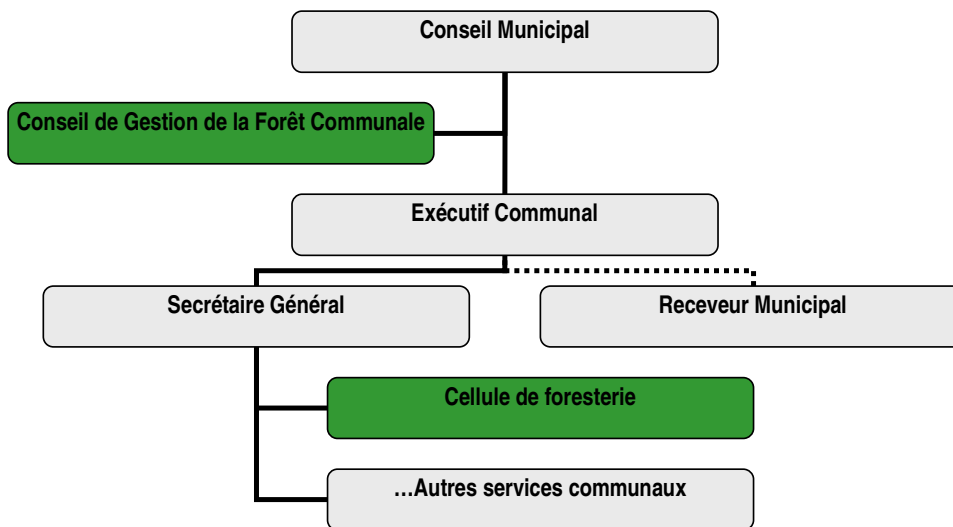 Conseil Municipal
Conseil de Gestion de la Forêt Communale
Exécutif Communal
Secrétaire Général
Receveur Municipal
Cellule de foresterie
...Autres services communaux